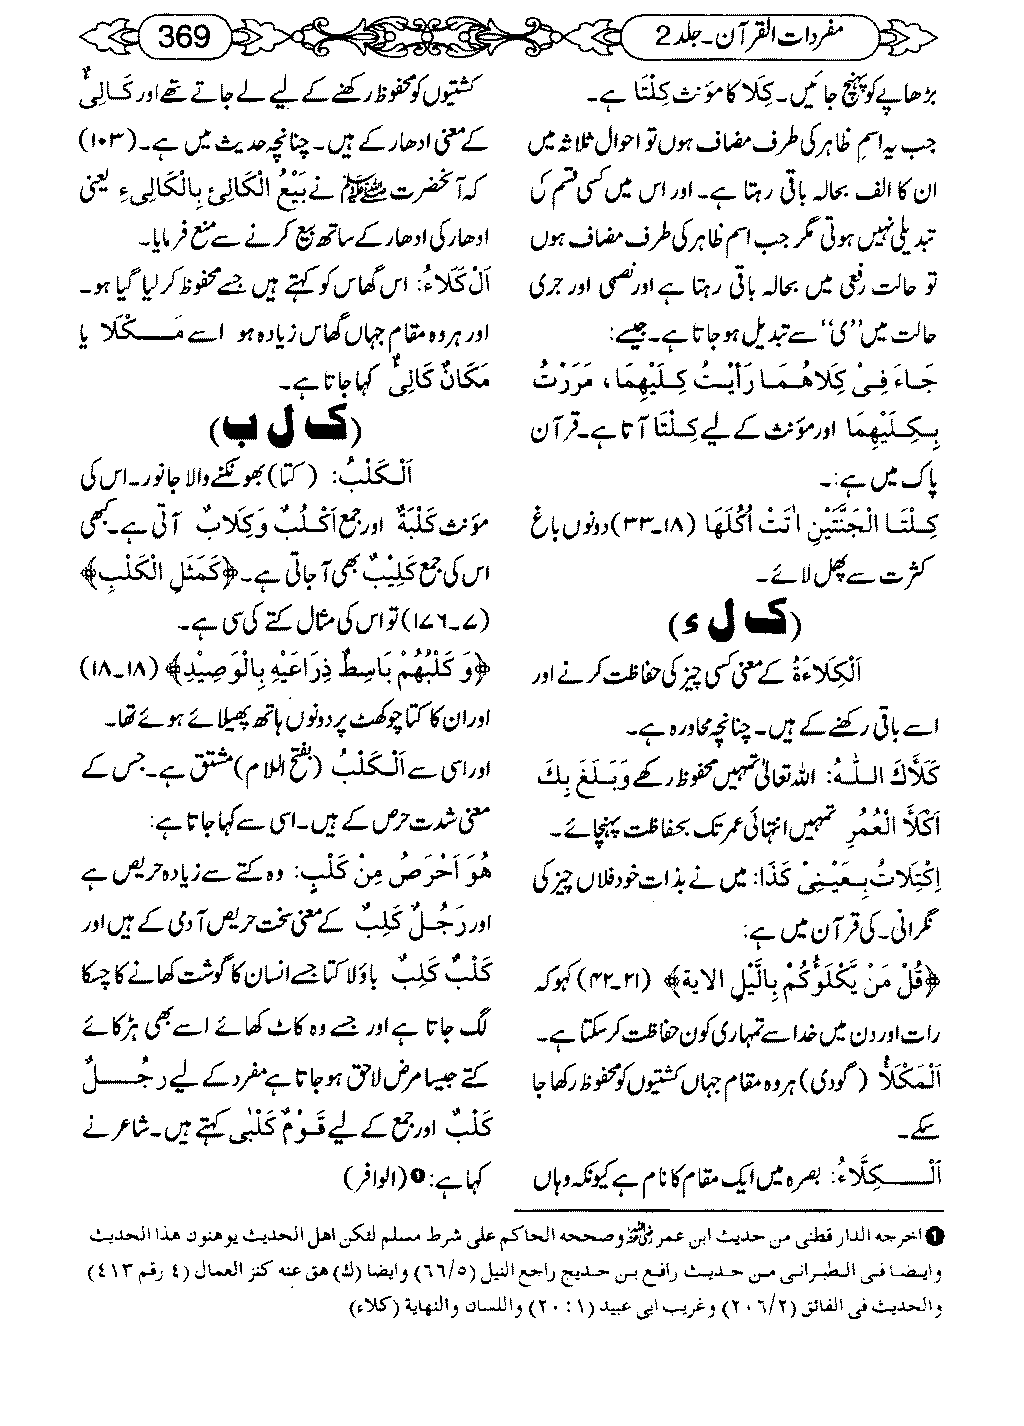 مفردات القرآن۔ جلد 2
369
بڑھاپے کو پہنچ جائیں۔ کِلَا کا مؤنث کِلْتَا ہے۔
جب یہ اسم ظاہر کی طرف مضاف ہوں تو احوال ثلاثہ میں
ان کا الف بحالہ باقی رہتا ہے۔ اور اس میں کسی قسم کی
تبدیلی نہیں ہوتی مگر جب اسم ظاہر کی طرف مضاف ہوں
تو حالت رفعی میں بحالہ باقی رہتا ہے اور نصبی اور جری
حالت میں ”ی“ سے تبدیل ہو جاتا ہے۔ جیسے:
جَاءَ فِیْ کِلَاهُمَا رَأَیْتُ کِلَیْهِمَا، مَرَرْتُ
بِکِلَیْهِمَا اور مؤنث کے لیے کِلْتَا آتا ہے۔ قرآن
پاک میں ہے:۔
کِلْتَا الْجَنَّتَیْنِ اٰتَتْ اُکُلَهَا (۱۸۔۳۳) دونوں باغ
کثرت سے پھل لائے۔
(ک ل ء)
اَلْکِلَاءَةُ کے معنی کسی چیز کی حفاظت کرنے اور
اسے باقی رکھنے کے ہیں۔ چنانچہ محاورہ ہے۔
کَلَأَكَ اللّٰهُ: اللہ تعالیٰ تمہیں محفوظ رکھے وَبَلَغَ بِكَ
اَکْلَأَ الْعُمُرِ تمہیں انتہائی عمر تک بحفاظت پہنچائے۔
اِکْتَلَاتُ بِعَیْنِیْ کَذَا: میں نے بذات خود فلاں چیز کی
نگرانی۔ کی قرآن میں ہے:
﴿قُلْ مَنْ یَّکْلَؤُکُمْ بِالَّیْلِ الایة﴾ (۲۱۔۴۲) کہو کہ
رات اور دن میں خدا سے تمہاری کون حفاظت کر سکتا ہے۔
اَلْمَکْلَأُ (گودی) ہر وہ مقام جہاں کشتیوں کو محفوظ رکھا جا
سکے۔
اَلْکِلَّاءُ: بصرہ میں ایک مقام کا نام ہے کیونکہ وہاں
کشتیوں کو محفوظ رکھنے کے لیے لے جاتے تھے اور کَالِیٌٔ
کے معنی ادھار کے ہیں۔ چنانچہ حدیث میں ہے۔ (۱۰۳)
کہ آنحضرت ﷺ نے بَیْعُ الْکَالِئِ بِالْکَالِیءِ یعنی
ادھار کی ادھار کے ساتھ بیع کرنے سے منع فرمایا۔
اَلْ کَلَاءُ: اس گھاس کو کہتے ہیں جسے محفوظ کر لیا گیا ہو۔
اور ہر وہ مقام جہاں گھاس زیادہ ہو اسے مَکْلَا یا
مَکَانٌ کَالِیٌٔ کہا جاتا ہے۔
(ک ل ب)
اَلْکَلْبُ: (کتا) بھونکنے والا جانور۔ اس کی
مؤنث کَلْبَةٌ اور جمع اَکْلُبٌ وَکِلَابٌ آتی ہے۔ کبھی
اس کی جمع کَلِیْبٌ بھی آ جاتی ہے۔ ﴿کَمَثَلِ الْکَلْبِ﴾
(۷۔۱۷۶) تو اس کی مثال کتے کی سی ہے۔
﴿وَ کَلْبُهُمْ بَاسِطٌ ذِرَاعَیْهِ بِالْوَصِیْدِ﴾ (۱۸۔۱۸)
اور ان کا کتا چوکھٹ پر دونوں ہاتھ پھیلائے ہوئے تھا۔
اور اسی سے اَلْکَلَبُ (بفتح اللام) مشتق ہے۔ جس کے
معنی شدت حرص کے ہیں۔ اسی سے کہا جاتا ہے:
هُوَ اَحْرَصُ مِنْ کَلْبٍ: وہ کتے سے زیادہ حریص ہے
اور رَجُلٌ کَلِبٌ کے معنی سخت حریص آدمی کے ہیں اور
کَلْبٌ کَلِبٌ باؤلا کتا جسے انسان کا گوشت کھانے کا چسکا
لگ جاتا ہے اور جسے وہ کاٹ کھائے اسے بھی ہڑکائے
کتے جیسا مرض لاحق ہو جاتا ہے مفرد کے لیے رَجُلٌ
کَلْبٌ اور جمع کے لیے قَوْمٌ کَلْبٰی کہتے ہیں۔ شاعر نے
کہا ہے: ❶ (الوافر)
❶ اخرجه الدار قطنی من حدیث ابن عمر ؓ و صححه الحاکم علی شرط مسلم لٰکن اهل الحدیث یوهنون هذا الحدیث
و ایضا فی الطبرانی من حدیث رافع بن خدیج راجع النیل (۶۶/۵) و ایضا (ك) هق عنه کنز العمال (۴ رقم ۴۱۳)
والحدیث فی الفائق (۲۰۶/۲) و غریب ابی عبید (۱: ۲۰) واللسان والنهایة (کلاء)